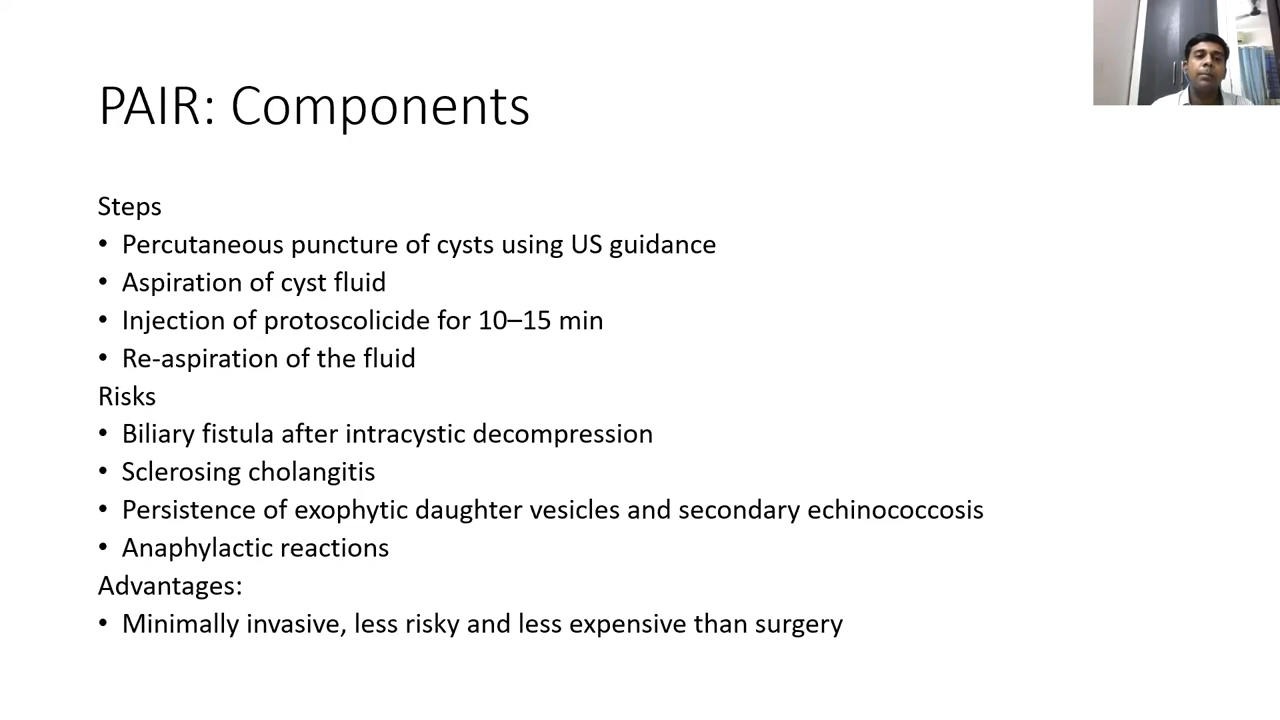 PAIR: Components
Steps
• Percutaneous puncture of cysts using US guidance
• Aspiration of cyst fluid
• Injection of protoscolicide for 10–15 min
• Re-aspiration of the fluid
Risks
• Biliary fistula after intracystic decompression
• Sclerosing cholangitis
• Persistence of exophytic daughter vesicles and secondary echinococcosis
• Anaphylactic reactions
Advantages:
• Minimally invasive, less risky and less expensive than surgery